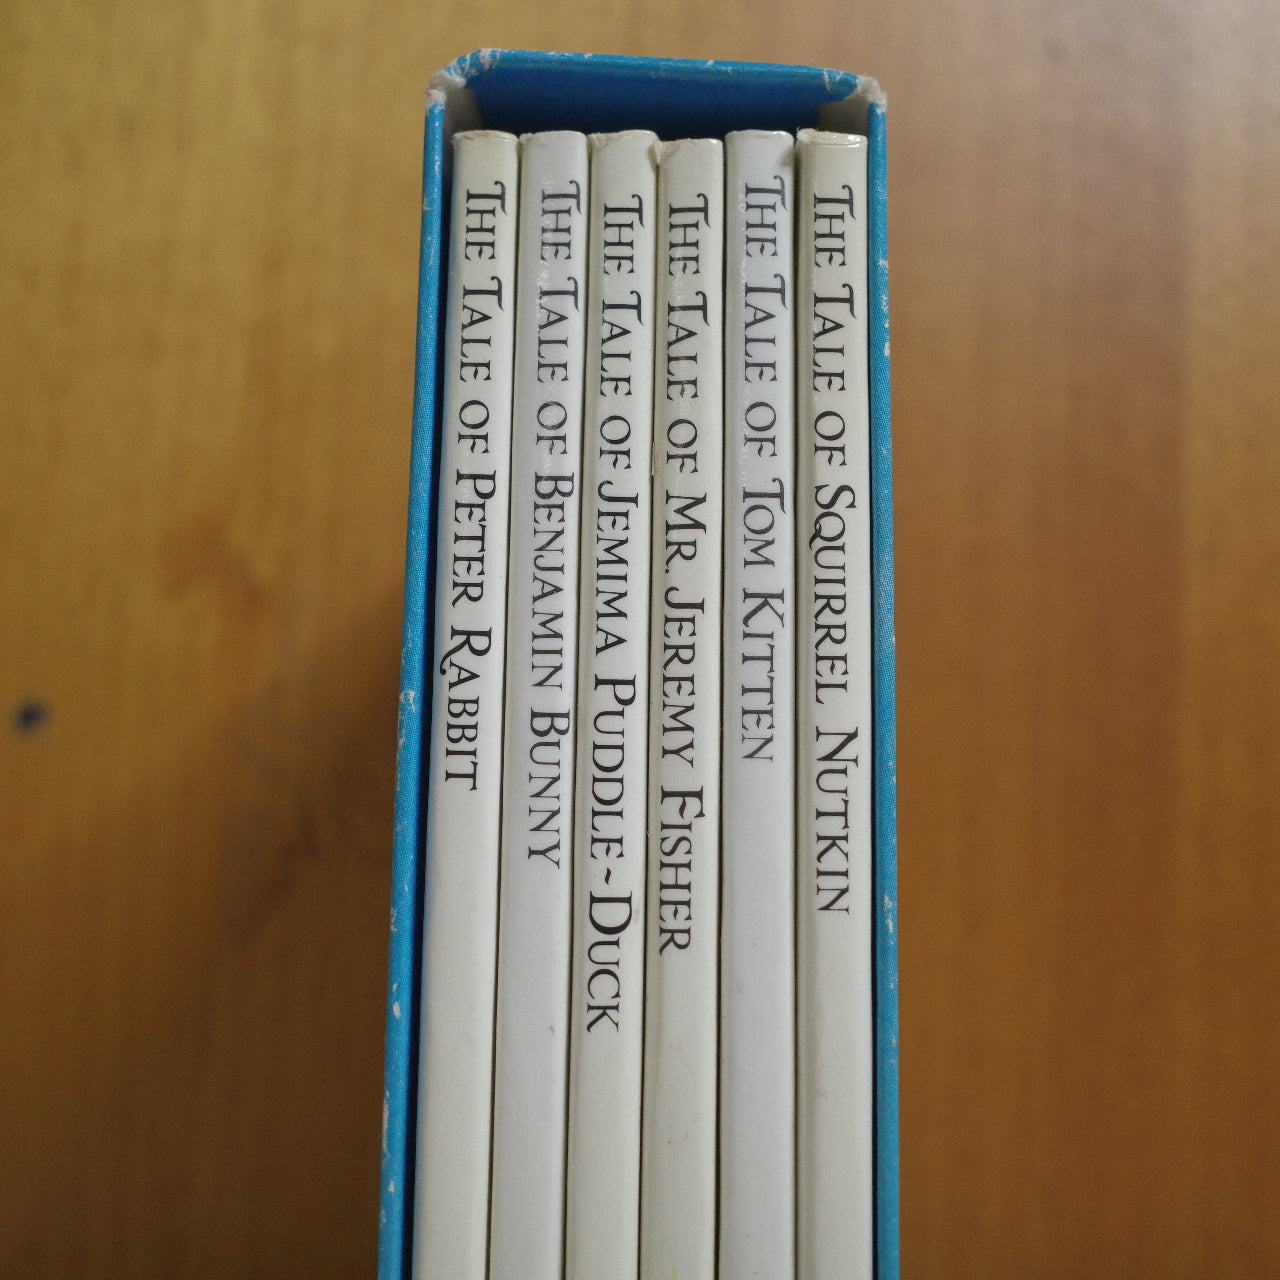 The Tale of Peter Rabbit
The Tale of Benjamin Bunny
The Tale of Jemima Puddle~Duck
The Tale of Mr. Jeremy Fisher
The Tale of Tom Kitten
The Tale of Squirrel Nutkin